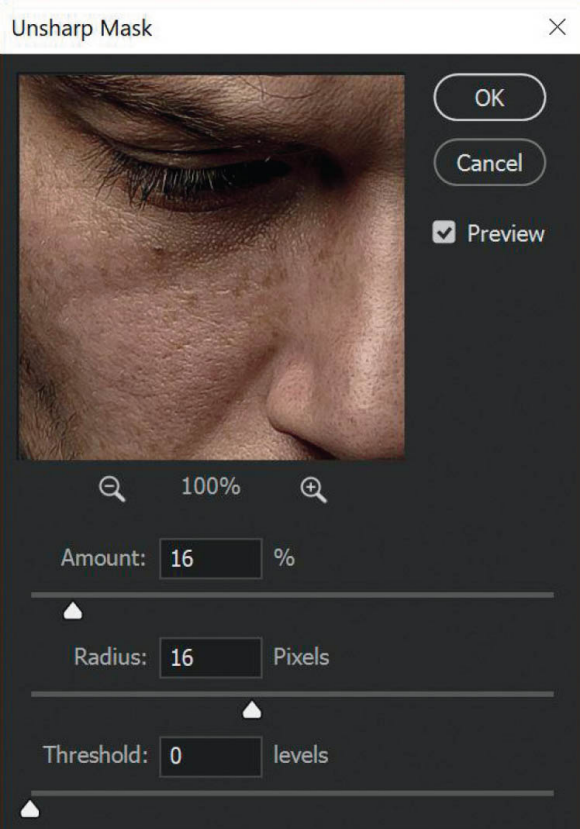 Unsharp Mask
OK
Cancel
Preview
100%
Amount: 16 %
Radius: 16 Pixels
Threshold: 0 levels